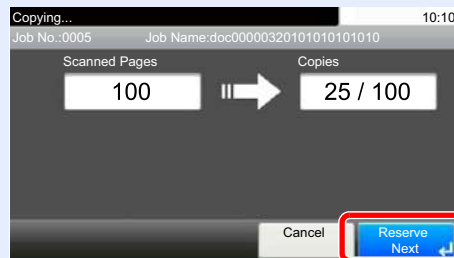 Copying... 10:10
Job No.:0005 Job Name:doc00000320101010101010
Scanned Pages Copies
100 25 / 100
Cancel Reserve
Next